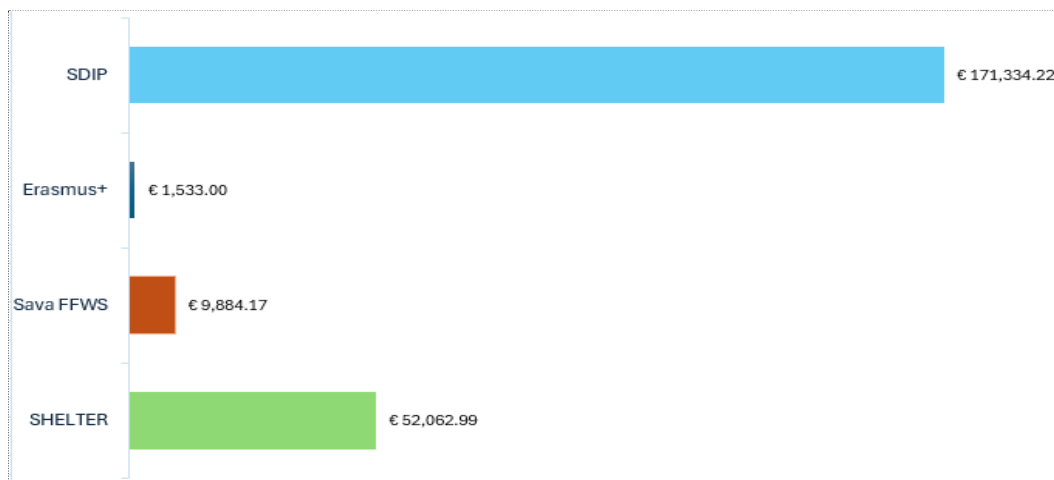 SDIP
€ 171,334.22
Erasmus+
€ 1,533.00
Sava FFWS
€ 9,884.17
SHELTER
€ 52,062.99